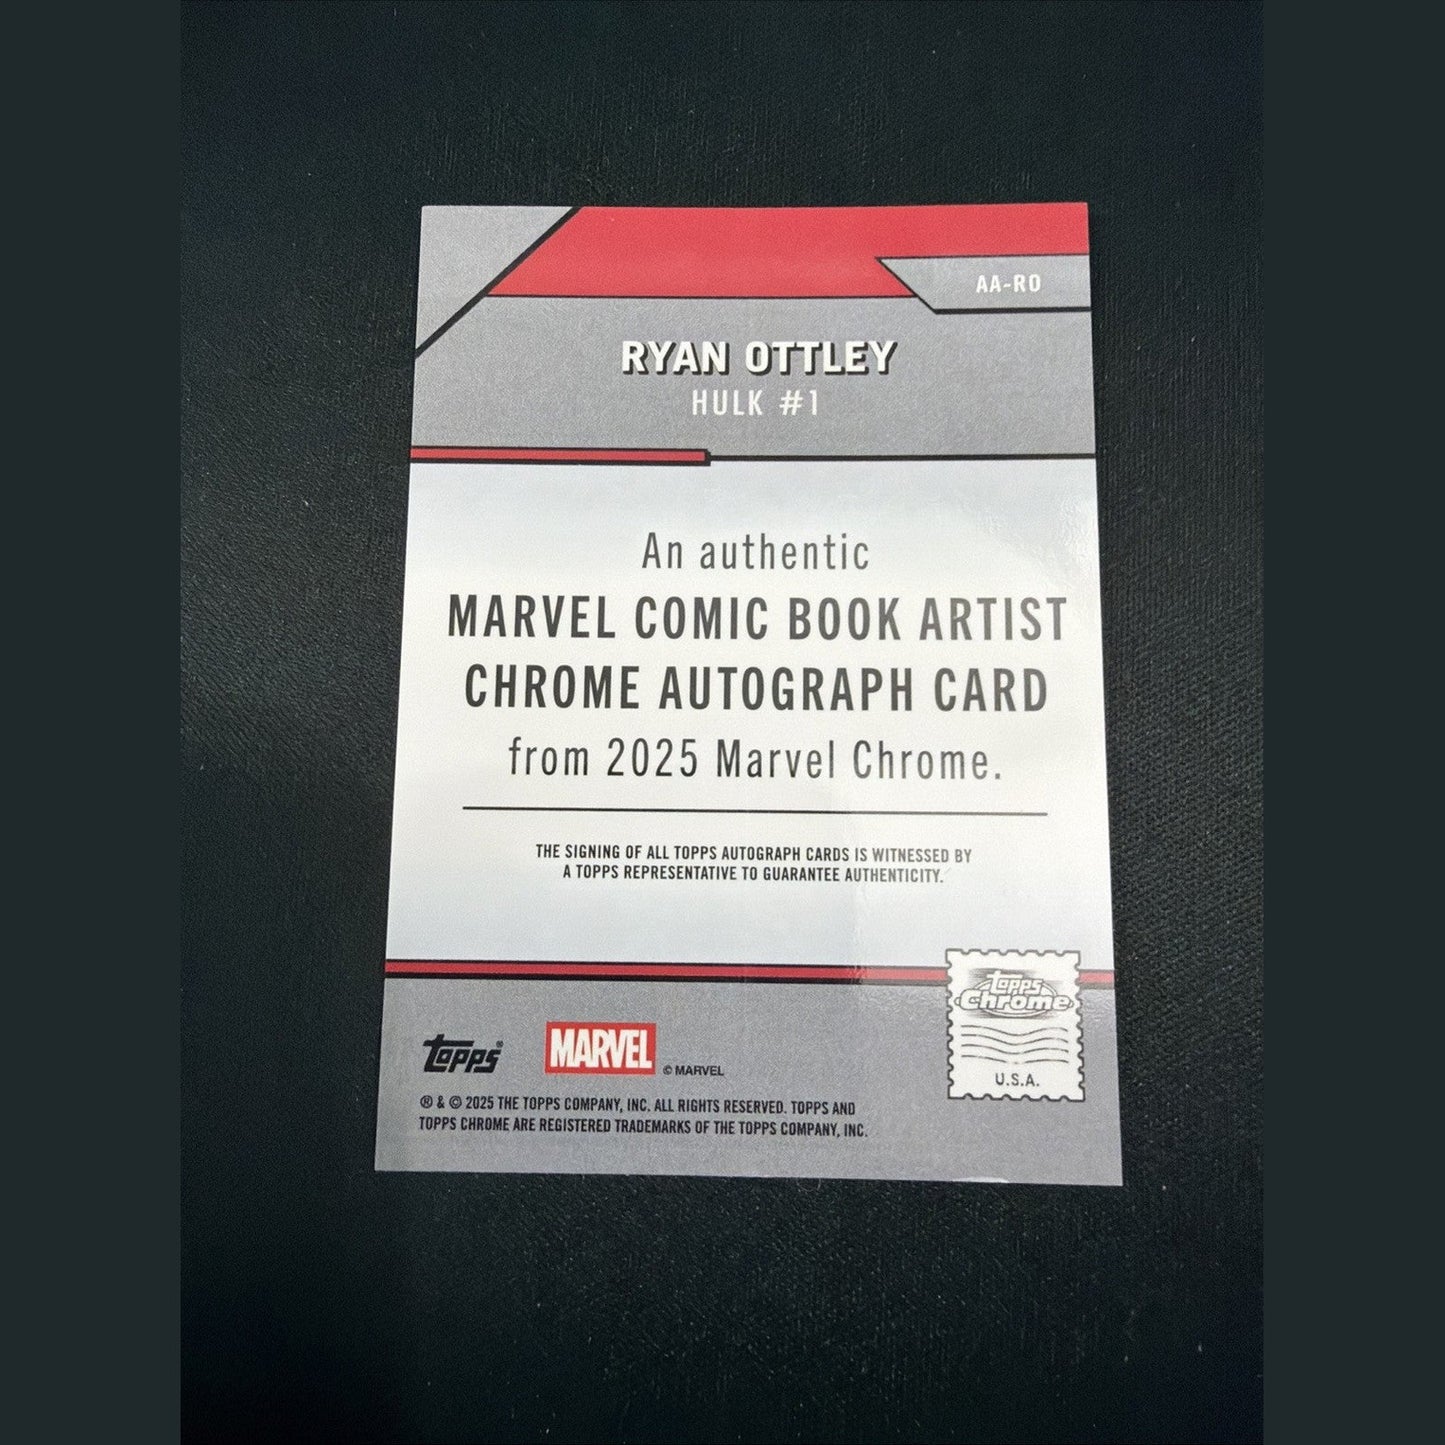 AA-RO
RYAN OTTLEY
HULK #1
An authentic
MARVEL COMIC BOOK ARTIST
CHROME AUTOGRAPH CARD
from 2025 Marvel Chrome.
THE SIGNING OF ALL TOPPS AUTOGRAPH CARDS IS WITNESSED BY
A TOPPS REPRESENTATIVE TO GUARANTEE AUTHENTICITY.
topps
Chrome
U.S.A.
topps®
MARVEL
© MARVEL
® & © 2025 THE TOPPS COMPANY, INC. ALL RIGHTS RESERVED. TOPPS AND
TOPPS CHROME ARE REGISTERED TRADEMARKS OF THE TOPPS COMPANY, INC.